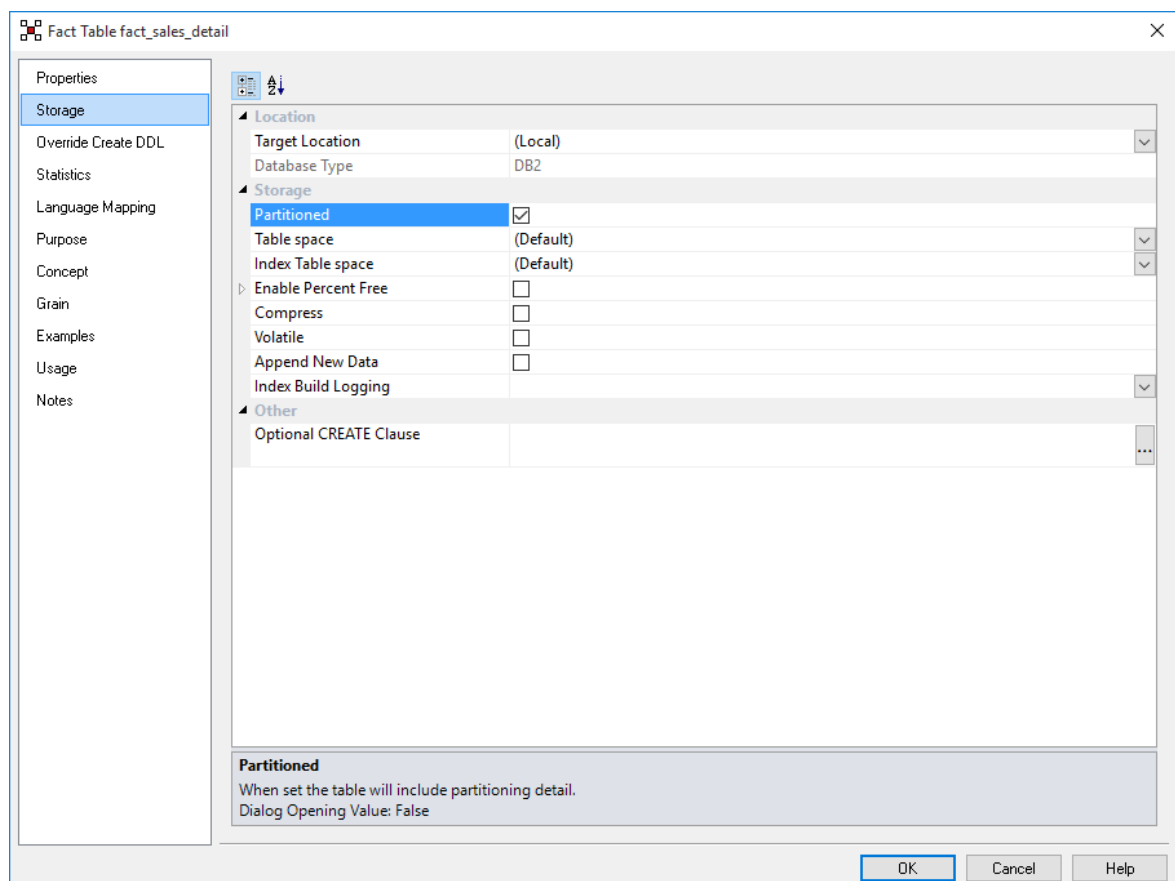 Fact Table fact_sales_detail
Properties
Storage
Override Create DDL
Statistics
Language Mapping
Purpose
Concept
Grain
Examples
Usage
Notes
Location
Target Location (Local)
Database Type DB2
Storage
Partitioned
Table space (Default)
Index Table space (Default)
Enable Percent Free
Compress
Volatile
Append New Data
Index Build Logging
Other
Optional CREATE Clause
...
Partitioned
When set the table will include partitioning detail.
Dialog Opening Value: False
OK Cancel Help